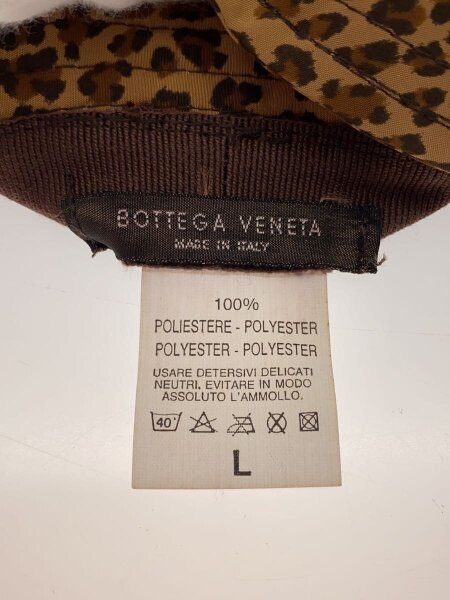 BOTTEGA VENETA
MADE IN ITALY
100%
POLIESTERE - POLYESTER
POLYESTER - POLYESTER
USARE DETERSIVI DELICATI
NEUTRI. EVITARE IN MODO
ASSOLUTO L'AMMOLLO.
40°
L